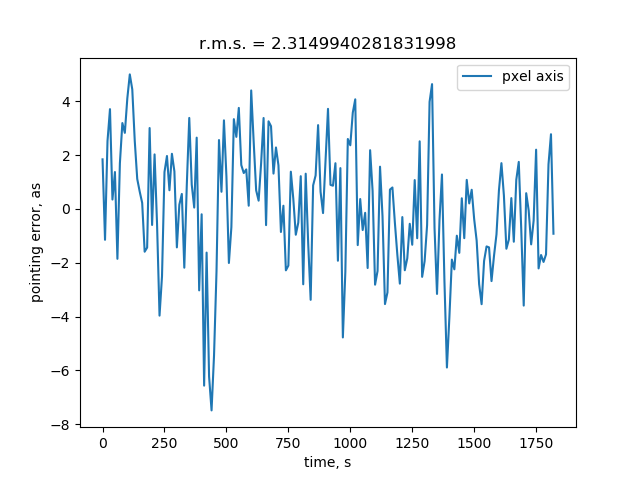 r.m.s. = 2.3149940281831998
pxel axis
pointing error, as
4
2
0
−2
−4
−6
−8
0 250 500 750 1000 1250 1500 1750
time, s